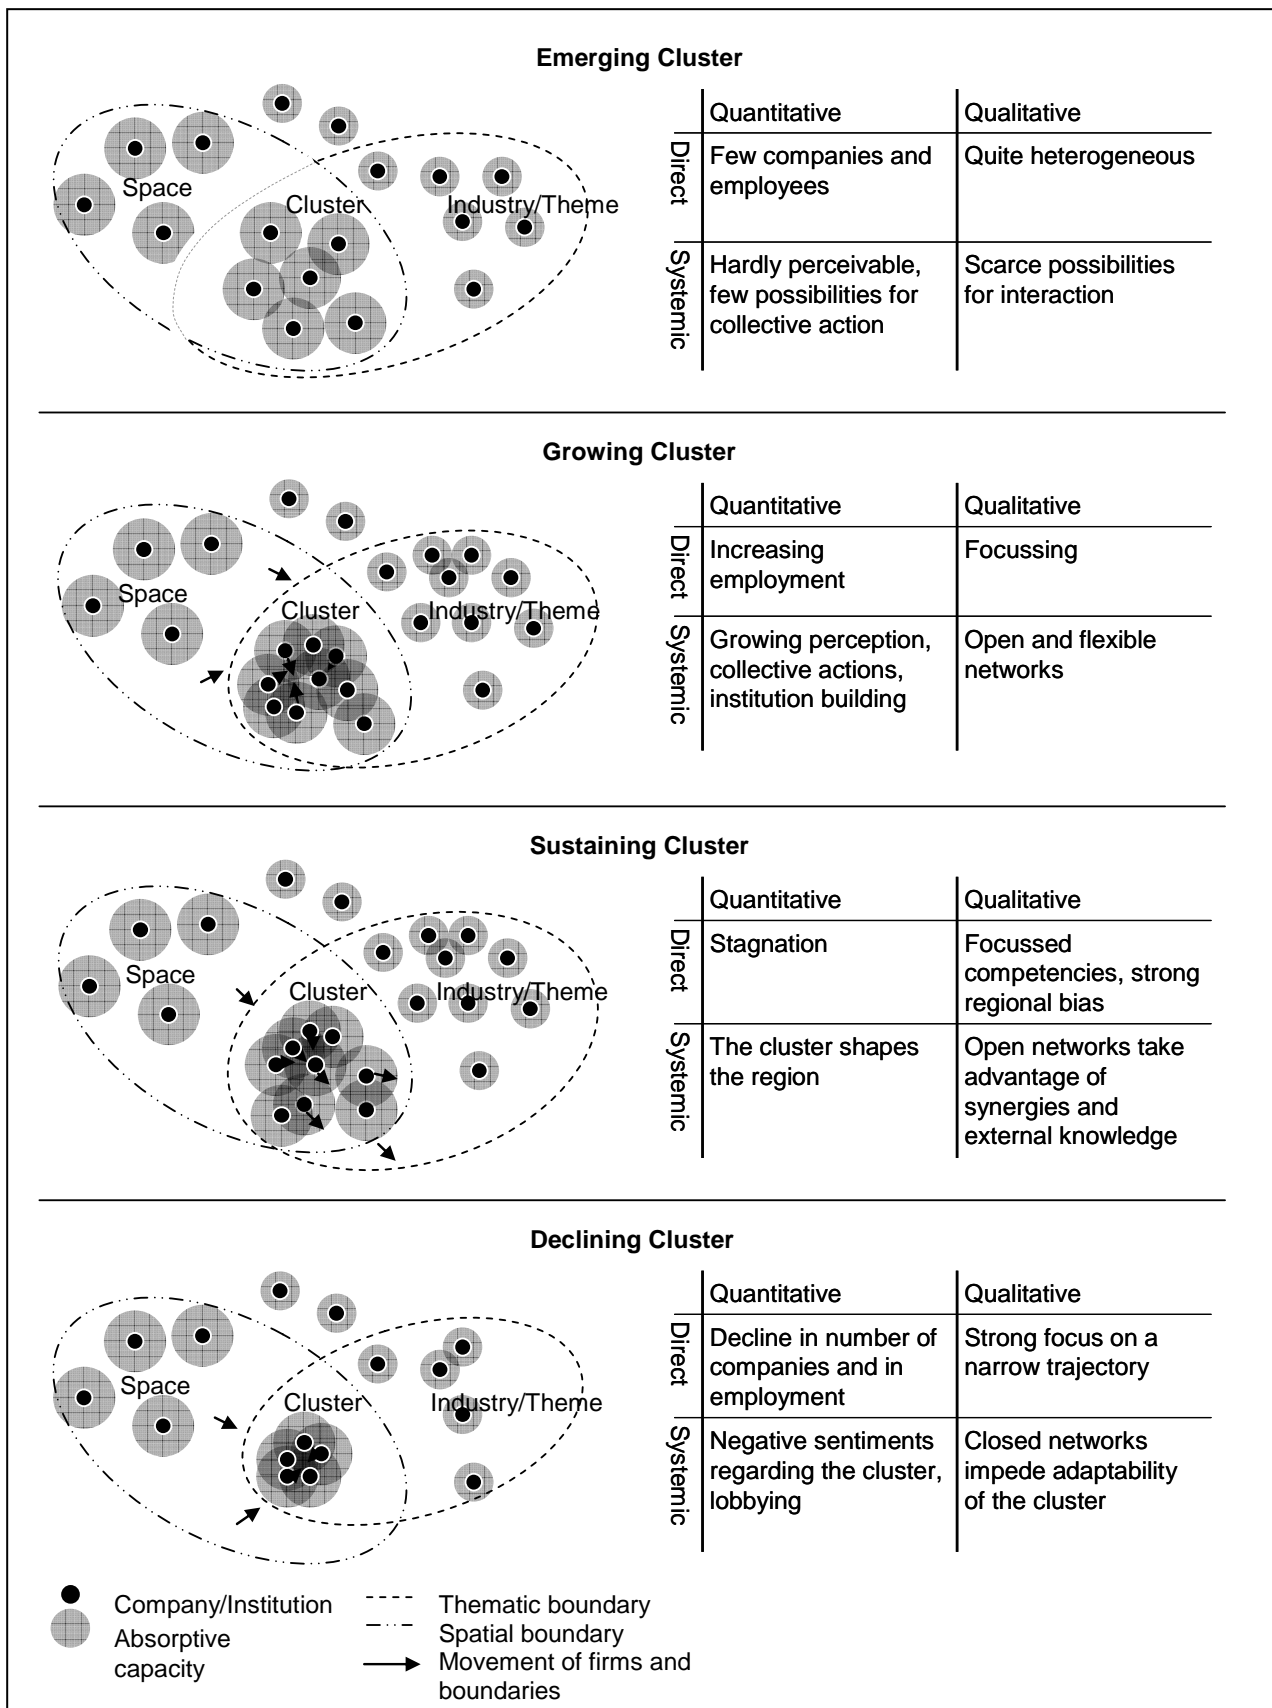 Emerging Cluster
Space
Cluster
Industry/Theme
Quantitative
Qualitative
Direct
Few companies and
employees
Quite heterogeneous
Systemic
Hardly perceivable,
few possibilities for
collective action
Scarce possibilities
for interaction
Growing Cluster
Space
Cluster
Industry/Theme
Quantitative
Qualitative
Direct
Increasing
employment
Focussing
Systemic
Growing perception,
collective actions,
institution building
Open and flexible
networks
Sustaining Cluster
Space
Cluster
Industry/Theme
Quantitative
Qualitative
Direct
Stagnation
Focussed
competencies, strong
regional bias
Systemic
The cluster shapes
the region
Open networks take
advantage of
synergies and
external knowledge
Declining Cluster
Space
Cluster
Industry/Theme
Quantitative
Qualitative
Direct
Decline in number of
companies and in
employment
Strong focus on a
narrow trajectory
Systemic
Negative sentiments
regarding the cluster,
lobbying
Closed networks
impede adaptability
of the cluster
Company/Institution
Absorptive
capacity
Thematic boundary
Spatial boundary
Movement of firms and
boundaries